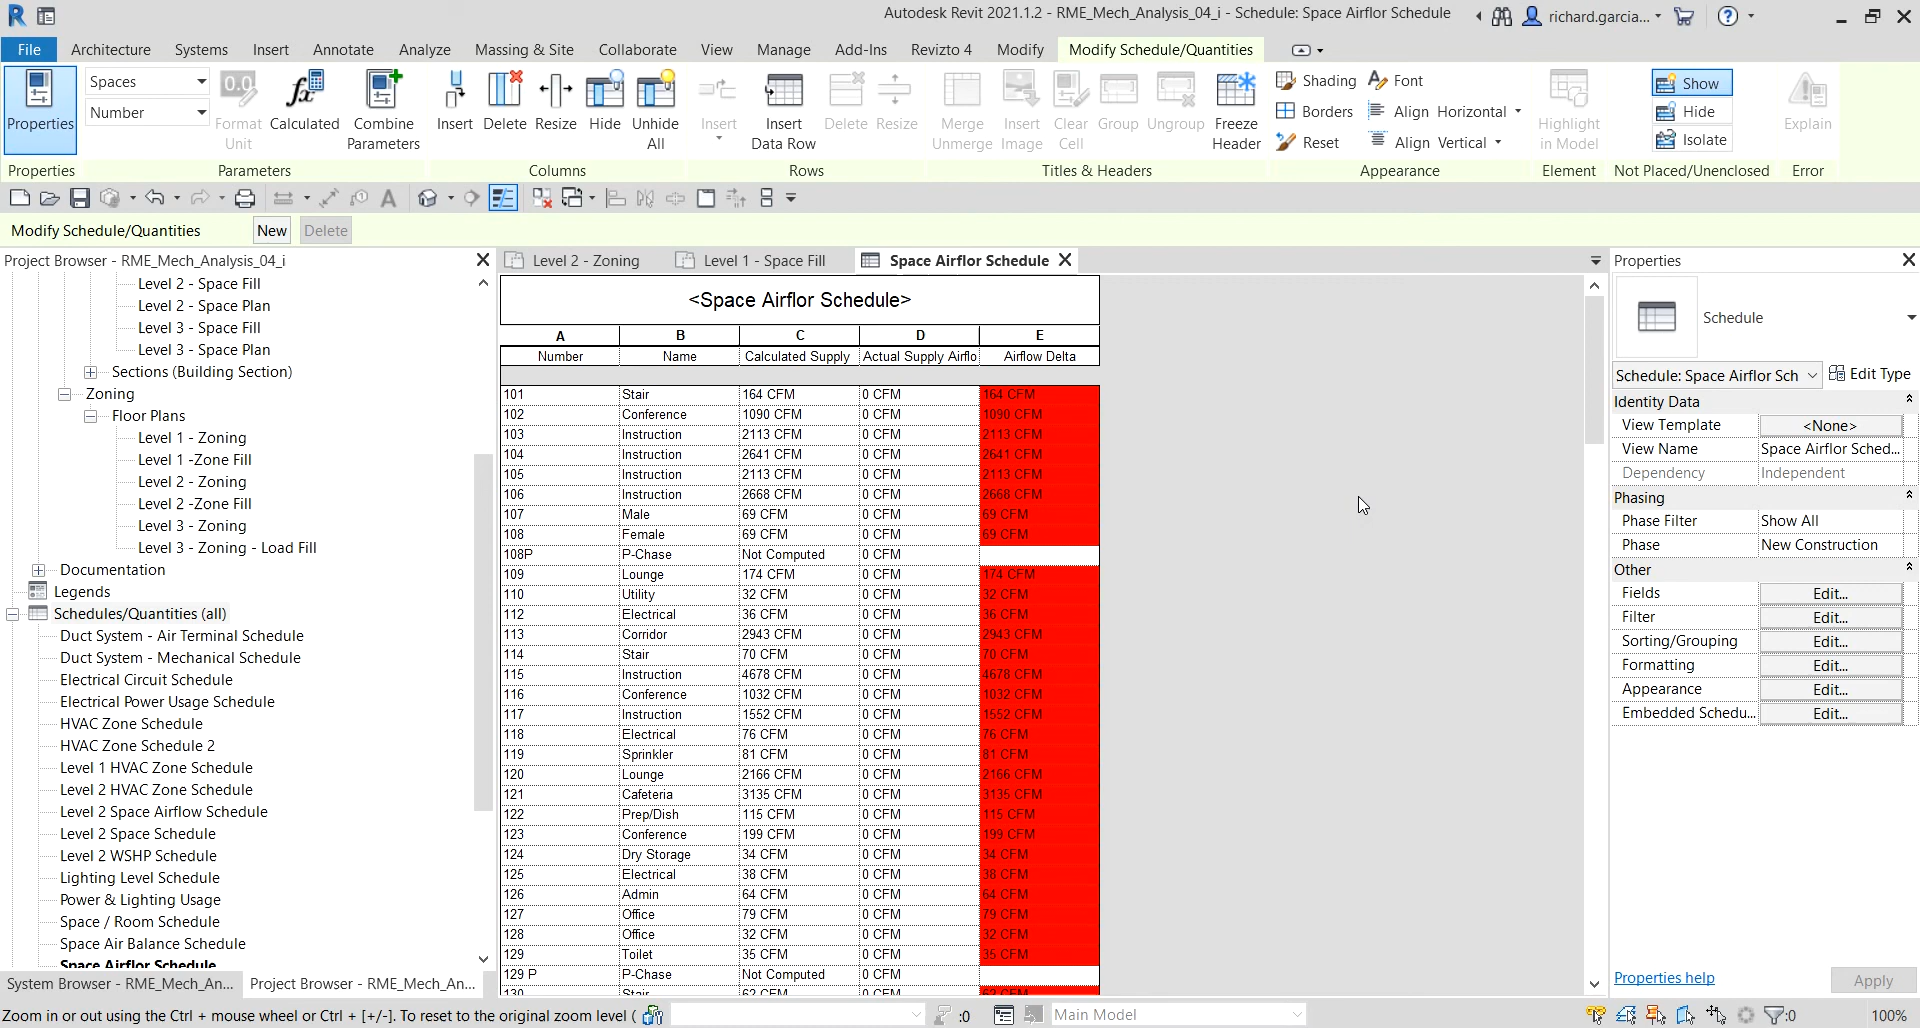 Autodesk Revit 2021.1.2 - RME_Mech_Analysis_04_i - Schedule: Space Airflor Schedule
richard.garcia...
File Architecture Systems Insert Annotate Analyze Massing & Site Collaborate View Manage Add-Ins Revizto 4 Modify Modify Schedule/Quantities
Properties
Spaces
Number
Format Unit
Calculated
Combine Parameters
Insert
Delete
Resize
Hide
Unhide All
Insert
Insert Data Row
Delete
Resize
Merge Unmerge
Insert Image
Clear Cell
Group
Ungroup
Freeze Header
Shading
Borders
Reset
Font
Align Horizontal
Align Vertical
Highlight in Model
Show
Hide
Isolate
Explain
Properties Parameters Columns Rows Titles & Headers Appearance Element Not Placed/Unenclosed Error
Modify Schedule/Quantities New Delete
Project Browser - RME_Mech_Analysis_04_i
Level 2 - Space Fill
Level 2 - Space Plan
Level 3 - Space Fill
Level 3 - Space Plan
Sections (Building Section)
Zoning
Floor Plans
Level 1 - Zoning
Level 1 -Zone Fill
Level 2 - Zoning
Level 2 -Zone Fill
Level 3 - Zoning
Level 3 - Zoning - Load Fill
Documentation
Legends
Schedules/Quantities (all)
Duct System - Air Terminal Schedule
Duct System - Mechanical Schedule
Electrical Circuit Schedule
Electrical Power Usage Schedule
HVAC Zone Schedule
HVAC Zone Schedule 2
Level 1 HVAC Zone Schedule
Level 2 HVAC Zone Schedule
Level 2 Space Airflow Schedule
Level 2 Space Schedule
Level 2 WSHP Schedule
Lighting Level Schedule
Power & Lighting Usage
Space / Room Schedule
Space Air Balance Schedule
Space Airflor Schedule
System Browser - RME_Mech_An... Project Browser - RME_Mech_An...
Level 2 - Zoning Level 1 - Space Fill Space Airflor Schedule
<Space Airflor Schedule>
A B C D E
Number Name Calculated Supply Actual Supply Airflo Airflow Delta
101 Stair 164 CFM 0 CFM 164 CFM
102 Conference 1090 CFM 0 CFM 1090 CFM
103 Instruction 2113 CFM 0 CFM 2113 CFM
104 Instruction 2641 CFM 0 CFM 2641 CFM
105 Instruction 2113 CFM 0 CFM 2113 CFM
106 Instruction 2668 CFM 0 CFM 2668 CFM
107 Male 69 CFM 0 CFM 69 CFM
108 Female 69 CFM 0 CFM 69 CFM
108P P-Chase Not Computed 0 CFM
109 Lounge 174 CFM 0 CFM 174 CFM
110 Utility 32 CFM 0 CFM 32 CFM
112 Electrical 36 CFM 0 CFM 36 CFM
113 Corridor 2943 CFM 0 CFM 2943 CFM
114 Stair 70 CFM 0 CFM 70 CFM
115 Instruction 4678 CFM 0 CFM 4678 CFM
116 Conference 1032 CFM 0 CFM 1032 CFM
117 Instruction 1552 CFM 0 CFM 1552 CFM
118 Electrical 76 CFM 0 CFM 76 CFM
119 Sprinkler 81 CFM 0 CFM 81 CFM
120 Lounge 2166 CFM 0 CFM 2166 CFM
121 Cafeteria 3135 CFM 0 CFM 3135 CFM
122 Prep/Dish 115 CFM 0 CFM 115 CFM
123 Conference 199 CFM 0 CFM 199 CFM
124 Dry Storage 34 CFM 0 CFM 34 CFM
125 Electrical 38 CFM 0 CFM 38 CFM
126 Admin 64 CFM 0 CFM 64 CFM
127 Office 79 CFM 0 CFM 79 CFM
128 Office 32 CFM 0 CFM 32 CFM
129 Toilet 35 CFM 0 CFM 35 CFM
129 P P-Chase Not Computed 0 CFM
130 Stair 62 CFM 0 CFM 62 CFM
Properties
Schedule
Schedule: Space Airflor Sch Edit Type
Identity Data
View Template <None>
View Name Space Airflor Sched...
Dependency Independent
Phasing
Phase Filter Show All
Phase New Construction
Other
Fields Edit...
Filter Edit...
Sorting/Grouping Edit...
Formatting Edit...
Appearance Edit...
Embedded Schedu... Edit...
Properties help Apply
Zoom in or out using the Ctrl + mouse wheel or Ctrl + [+/-]. To reset to the original zoom level ( :0 Main Model :0 100%